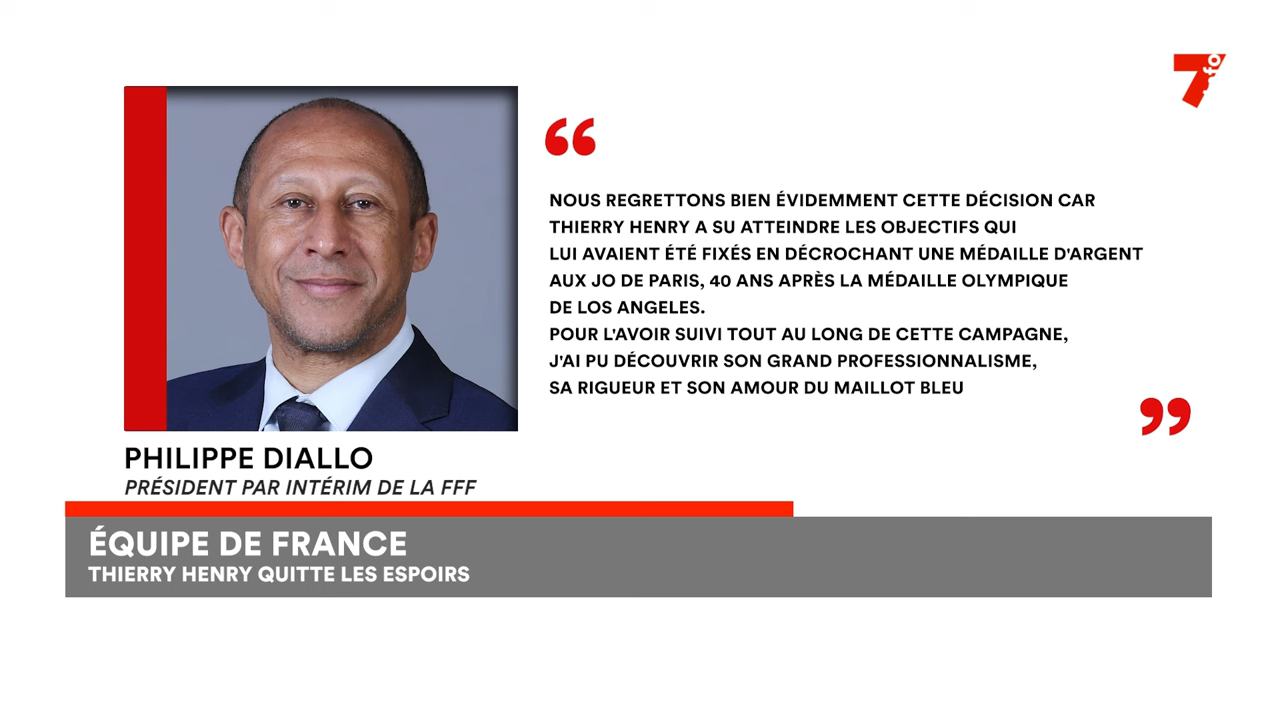 7
fo
“
NOUS REGRETTONS BIEN ÉVIDEMMENT CETTE DÉCISION CAR
THIERRY HENRY A SU ATTEINDRE LES OBJECTIFS QUI
LUI AVAIENT ÉTÉ FIXÉS EN DÉCROCHANT UNE MÉDAILLE D'ARGENT
AUX JO DE PARIS, 40 ANS APRÈS LA MÉDAILLE OLYMPIQUE
DE LOS ANGELES.
POUR L'AVOIR SUIVI TOUT AU LONG DE CETTE CAMPAGNE,
J'AI PU DÉCOUVRIR SON GRAND PROFESSIONNALISME,
SA RIGUEUR ET SON AMOUR DU MAILLOT BLEU
”
PHILIPPE DIALLO
PRÉSIDENT PAR INTÉRIM DE LA FFF
ÉQUIPE DE FRANCE
THIERRY HENRY QUITTE LES ESPOIRS